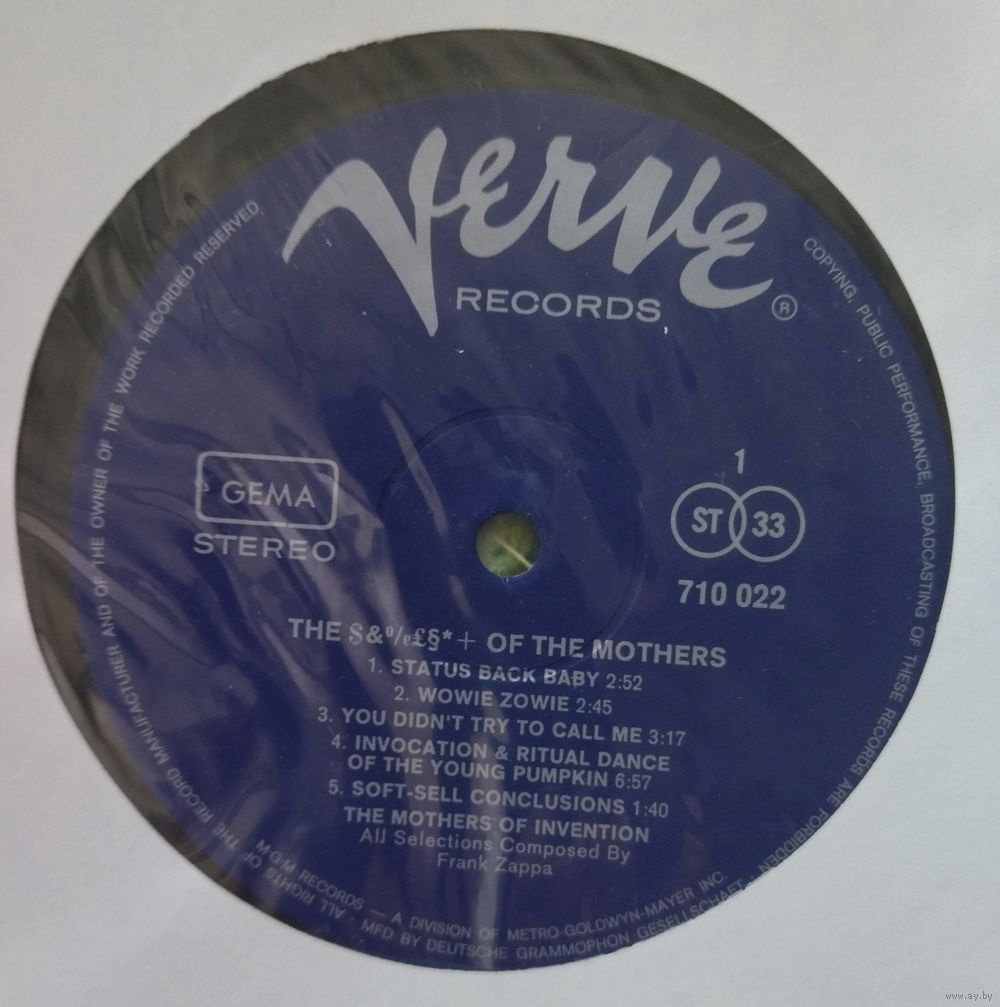 Verve
RECORDS
®
GEMA
STEREO
1
ST 33
710 022
THE $&%£§*+ OF THE MOTHERS
1. STATUS BACK BABY 2:52
2. WOWIE ZOWIE 2:45
3. YOU DIDN'T TRY TO CALL ME 3:17
4. INVOCATION & RITUAL DANCE
OF THE YOUNG PUMPKIN 6:57
5. SOFT-SELL CONCLUSIONS 1:40
THE MOTHERS OF INVENTION
All Selections Composed By
Frank Zappa
M·G·M RECORDS — A DIVISION OF METRO-GOLDWYN-MAYER INC.
ALL RIGHTS OF THE RECORD MANUFACTURER AND OF THE OWNER OF THE WORK RECORDED RESERVED.
COPYING, PUBLIC PERFORMANCE, BROADCASTING OF THESE RECORDS ARE FORBIDDEN · MFD BY DEUTSCHE GRAMMOPHON GESELLSCHAFT ·
www.ay.by